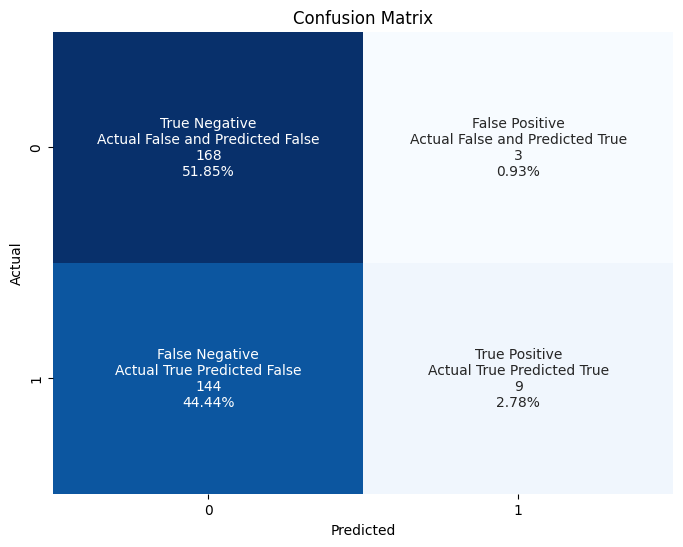 Confusion Matrix
True Negative
Actual False and Predicted False
168
51.85%
False Positive
Actual False and Predicted True
3
0.93%
0
Actual
False Negative
Actual True Predicted False
144
44.44%
True Positive
Actual True Predicted True
9
2.78%
1
0
1
Predicted